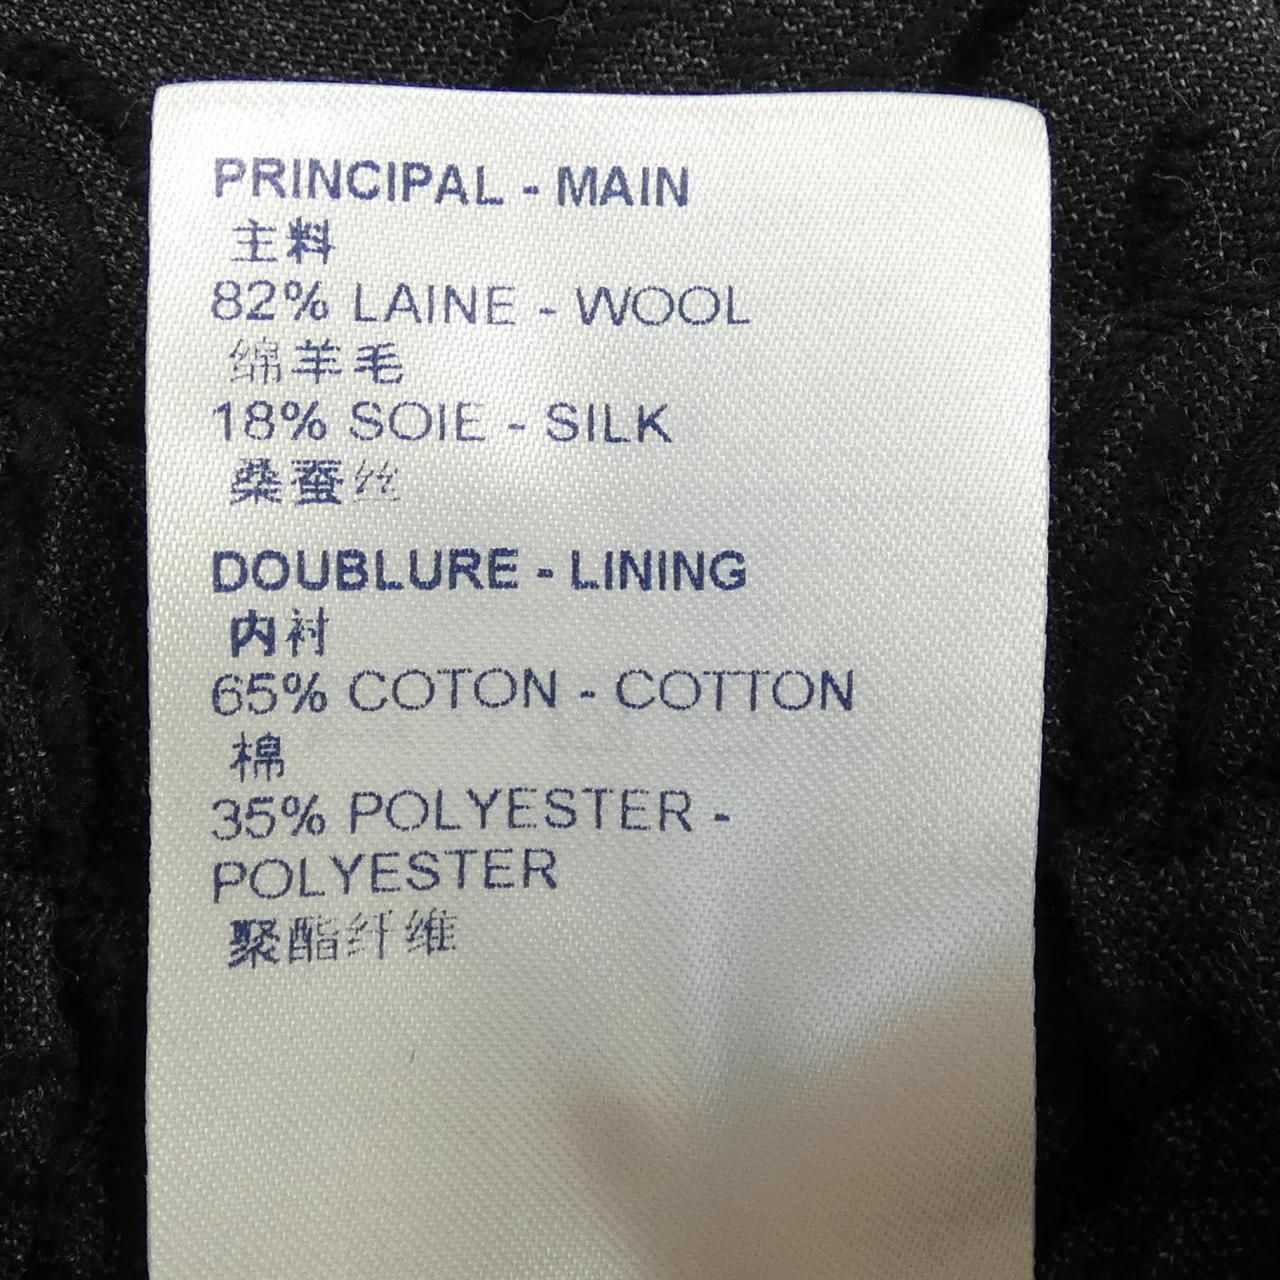 PRINCIPAL - MAIN
主料
82% LAINE - WOOL
绵羊毛
18% SOIE - SILK
桑蚕丝
DOUBLURE - LINING
内衬
65% COTON - COTTON
棉
35% POLYESTER -
POLYESTER
聚酯纤维